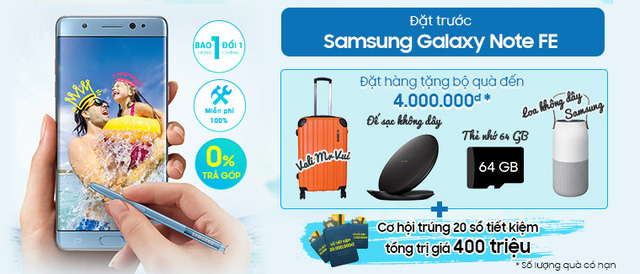 BAO 1 ĐỔI 1
Miễn phí
100%
0%
TRẢ GÓP
Đặt trước
Samsung Galaxy Note FE
Đặt hàng tặng bộ quà đến
4.000.000đ *
Vali Mr Vui
Đế sạc không dây
Thẻ nhớ 64 GB
64 GB
Loa không dây
Samsung
+
Cơ hội trúng 20 sổ tiết kiệm
tổng trị giá 400 triệu
* Số lượng quà có hạn